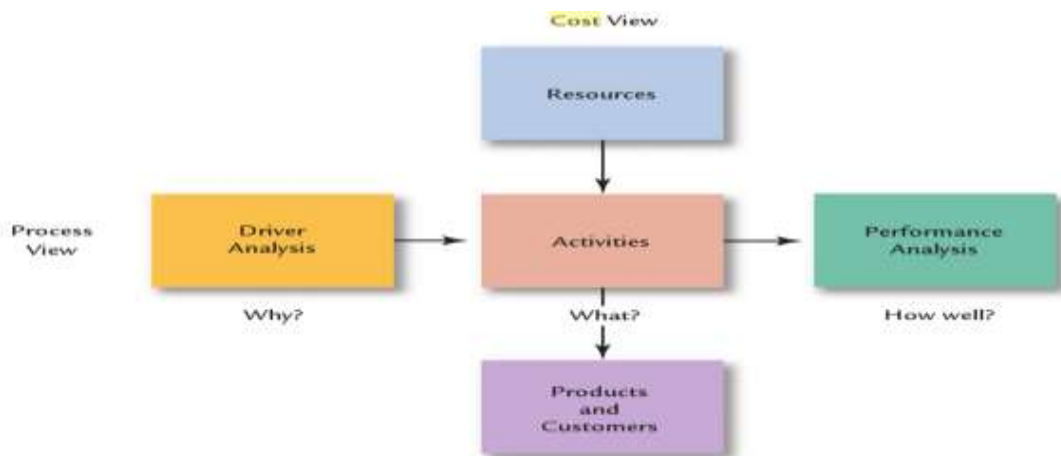 Cost View
Resources
Process
View
Driver
Analysis
Activities
Performance
Analysis
Why?
What?
How well?
Products
and
Customers